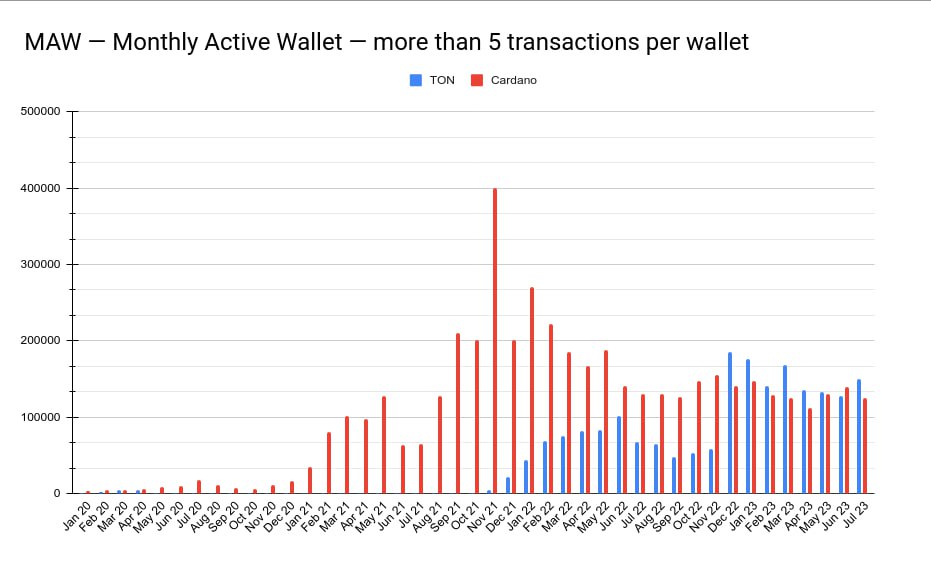 MAW — Monthly Active Wallet — more than 5 transactions per wallet
TON
Cardano
500000
400000
300000
200000
100000
0
Jan 20
Feb 20
Mar 20
Apr 20
May 20
Jun 20
Jul 20
Aug 20
Sep 20
Oct 20
Nov 20
Dec 20
Jan 21
Feb 21
Mar 21
Apr 21
May 21
Jun 21
Jul 21
Aug 21
Sep 21
Oct 21
Nov 21
Dec 21
Jan 22
Feb 22
Mar 22
Apr 22
May 22
Jun 22
Jul 22
Aug 22
Sep 22
Oct 22
Nov 22
Dec 22
Jan 23
Feb 23
Mar 23
Apr 23
May 23
Jun 23
Jul 23